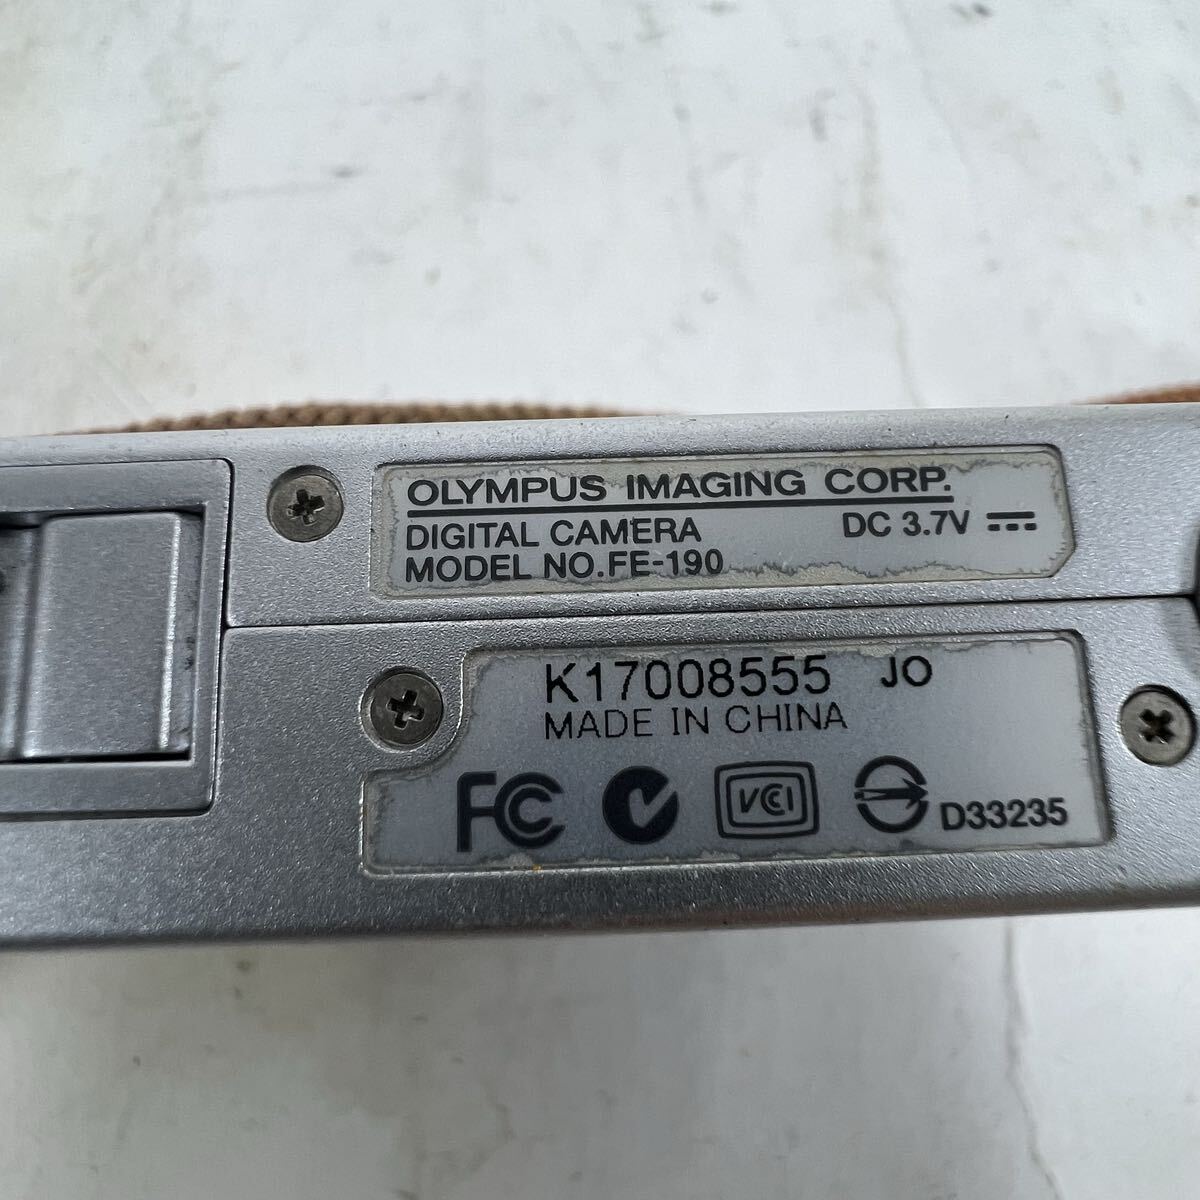 OLYMPUS IMAGING CORP.
DIGITAL CAMERA DC 3.7V
MODEL NO.FE-190
K17008555 JO
MADE IN CHINA
FC VCCI D33235